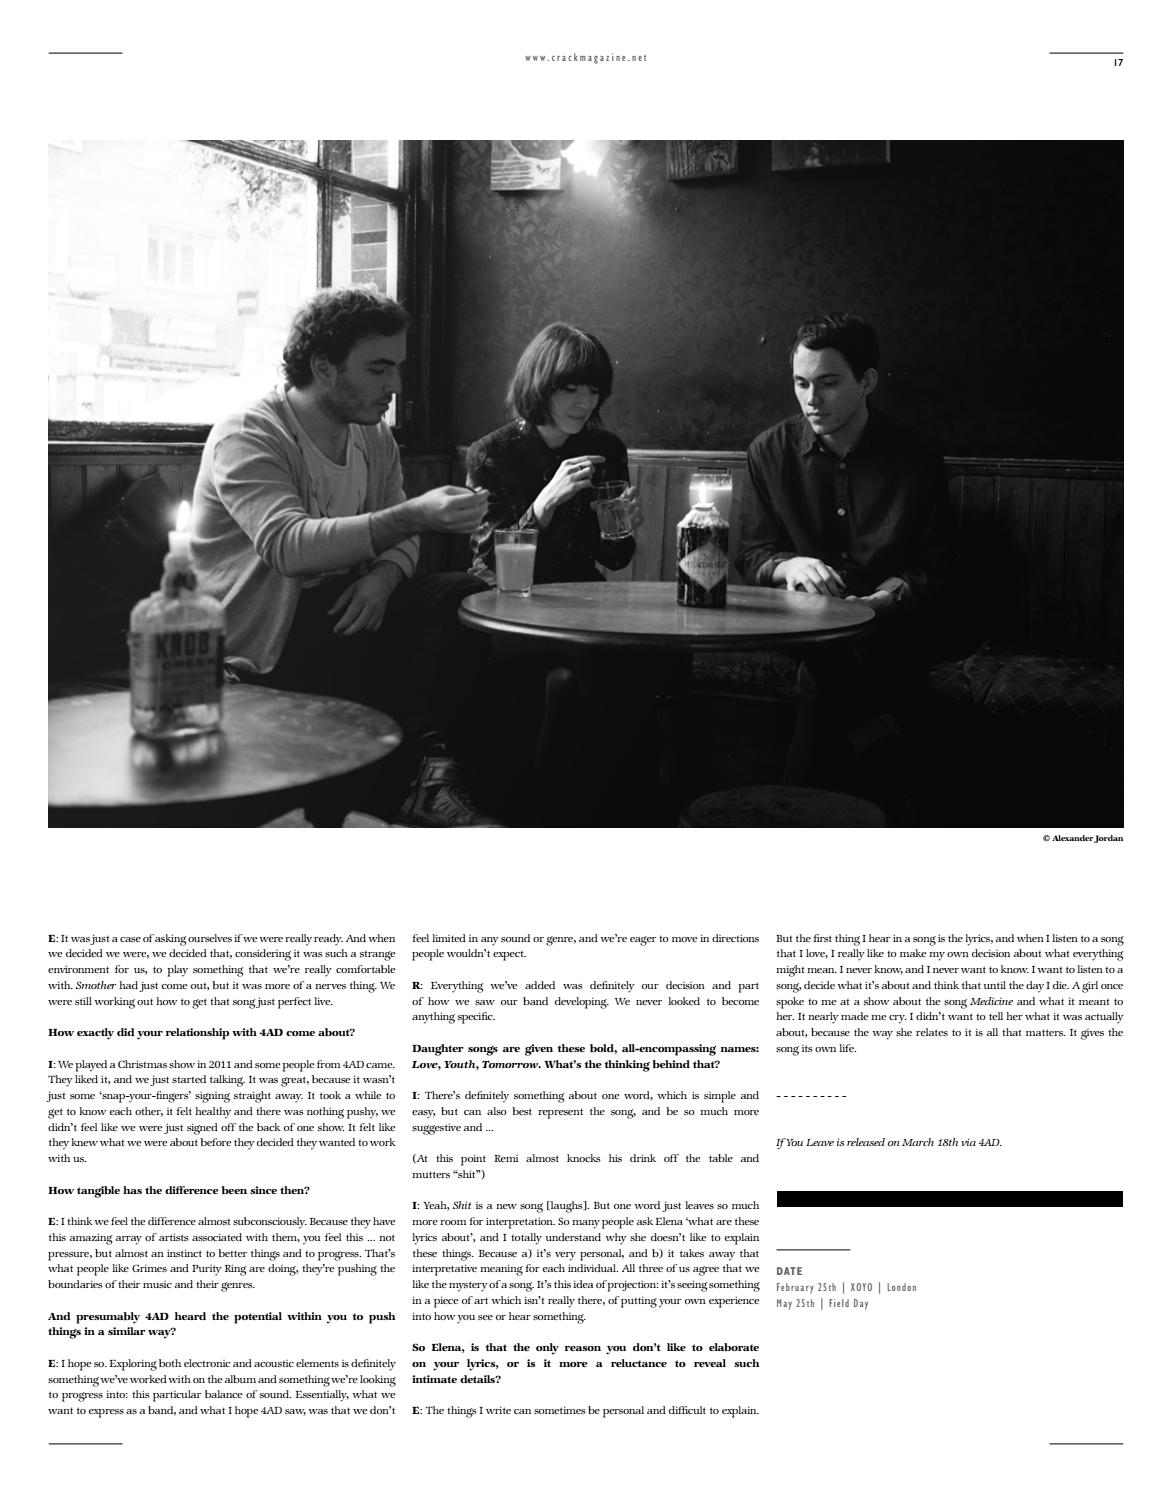 www.crackmagazine.net
17
KNOB
CREEK
© Alexander Jordan
E: It was just a case of asking ourselves if we were really ready. And when
we decided we were, we decided that, considering it was such a strange
environment for us, to play something that we’re really comfortable
with. Smother had just come out, but it was more of a nerves thing. We
were still working out how to get that song just perfect live.
How exactly did your relationship with 4AD come about?
I: We played a Christmas show in 2011 and some people from 4AD came.
They liked it, and we just started talking. It was great, because it wasn’t
just some ‘snap-your-fingers’ signing straight away. It took a while to
get to know each other, it felt healthy and there was nothing pushy, we
didn’t feel like we were just signed off the back of one show. It felt like
they knew what we were about before they decided they wanted to work
with us.
How tangible has the difference been since then?
E: I think we feel the difference almost subconsciously. Because they have
this amazing array of artists associated with them, you feel this ... not
pressure, but almost an instinct to better things and to progress. That’s
what people like Grimes and Purity Ring are doing, they’re pushing the
boundaries of their music and their genres.
And presumably 4AD heard the potential within you to push
things in a similar way?
E: I hope so. Exploring both electronic and acoustic elements is definitely
something we’ve worked with on the album and something we’re looking
to progress into: this particular balance of sound. Essentially, what we
want to express as a band, and what I hope 4AD saw, was that we don’t
feel limited in any sound or genre, and we’re eager to move in directions
people wouldn’t expect.
R: Everything we’ve added was definitely our decision and part
of how we saw our band developing. We never looked to become
anything specific.
Daughter songs are given these bold, all-encompassing names:
Love, Youth, Tomorrow. What’s the thinking behind that?
I: There’s definitely something about one word, which is simple and
easy, but can also best represent the song, and be so much more
suggestive and ...
(At this point Remi almost knocks his drink off the table and
mutters “shit”)
I: Yeah, Shit is a new song [laughs]. But one word just leaves so much
more room for interpretation. So many people ask Elena ‘what are these
lyrics about’, and I totally understand why she doesn’t like to explain
these things. Because a) it’s very personal, and b) it takes away that
interpretative meaning for each individual. All three of us agree that we
like the mystery of a song. It’s this idea of projection: it’s seeing something
in a piece of art which isn’t really there, of putting your own experience
into how you see or hear something.
So Elena, is that the only reason you don’t like to elaborate
on your lyrics, or is it more a reluctance to reveal such
intimate details?
E: The things I write can sometimes be personal and difficult to explain.
But the first thing I hear in a song is the lyrics, and when I listen to a song
that I love, I really like to make my own decision about what everything
might mean. I never know, and I never want to know. I want to listen to a
song, decide what it’s about and think that until the day I die. A girl once
spoke to me at a show about the song Medicine and what it meant to
her. It nearly made me cry. I didn’t want to tell her what it was actually
about, because the way she relates to it is all that matters. It gives the
song its own life.
----------
If You Leave is released on March 18th via 4AD.
DATE
February 25th | XOYO | London
May 25th | Field Day